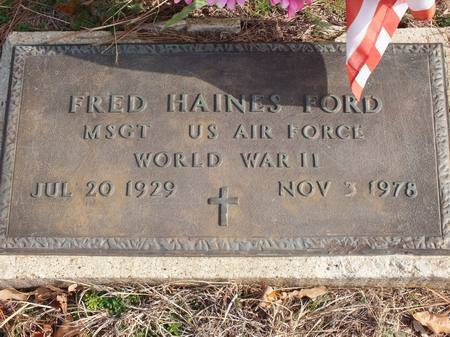 FRED HAINES FORD
MSGT US AIR FORCE
WORLD WAR II
JUL 20 1929 NOV 3 1978